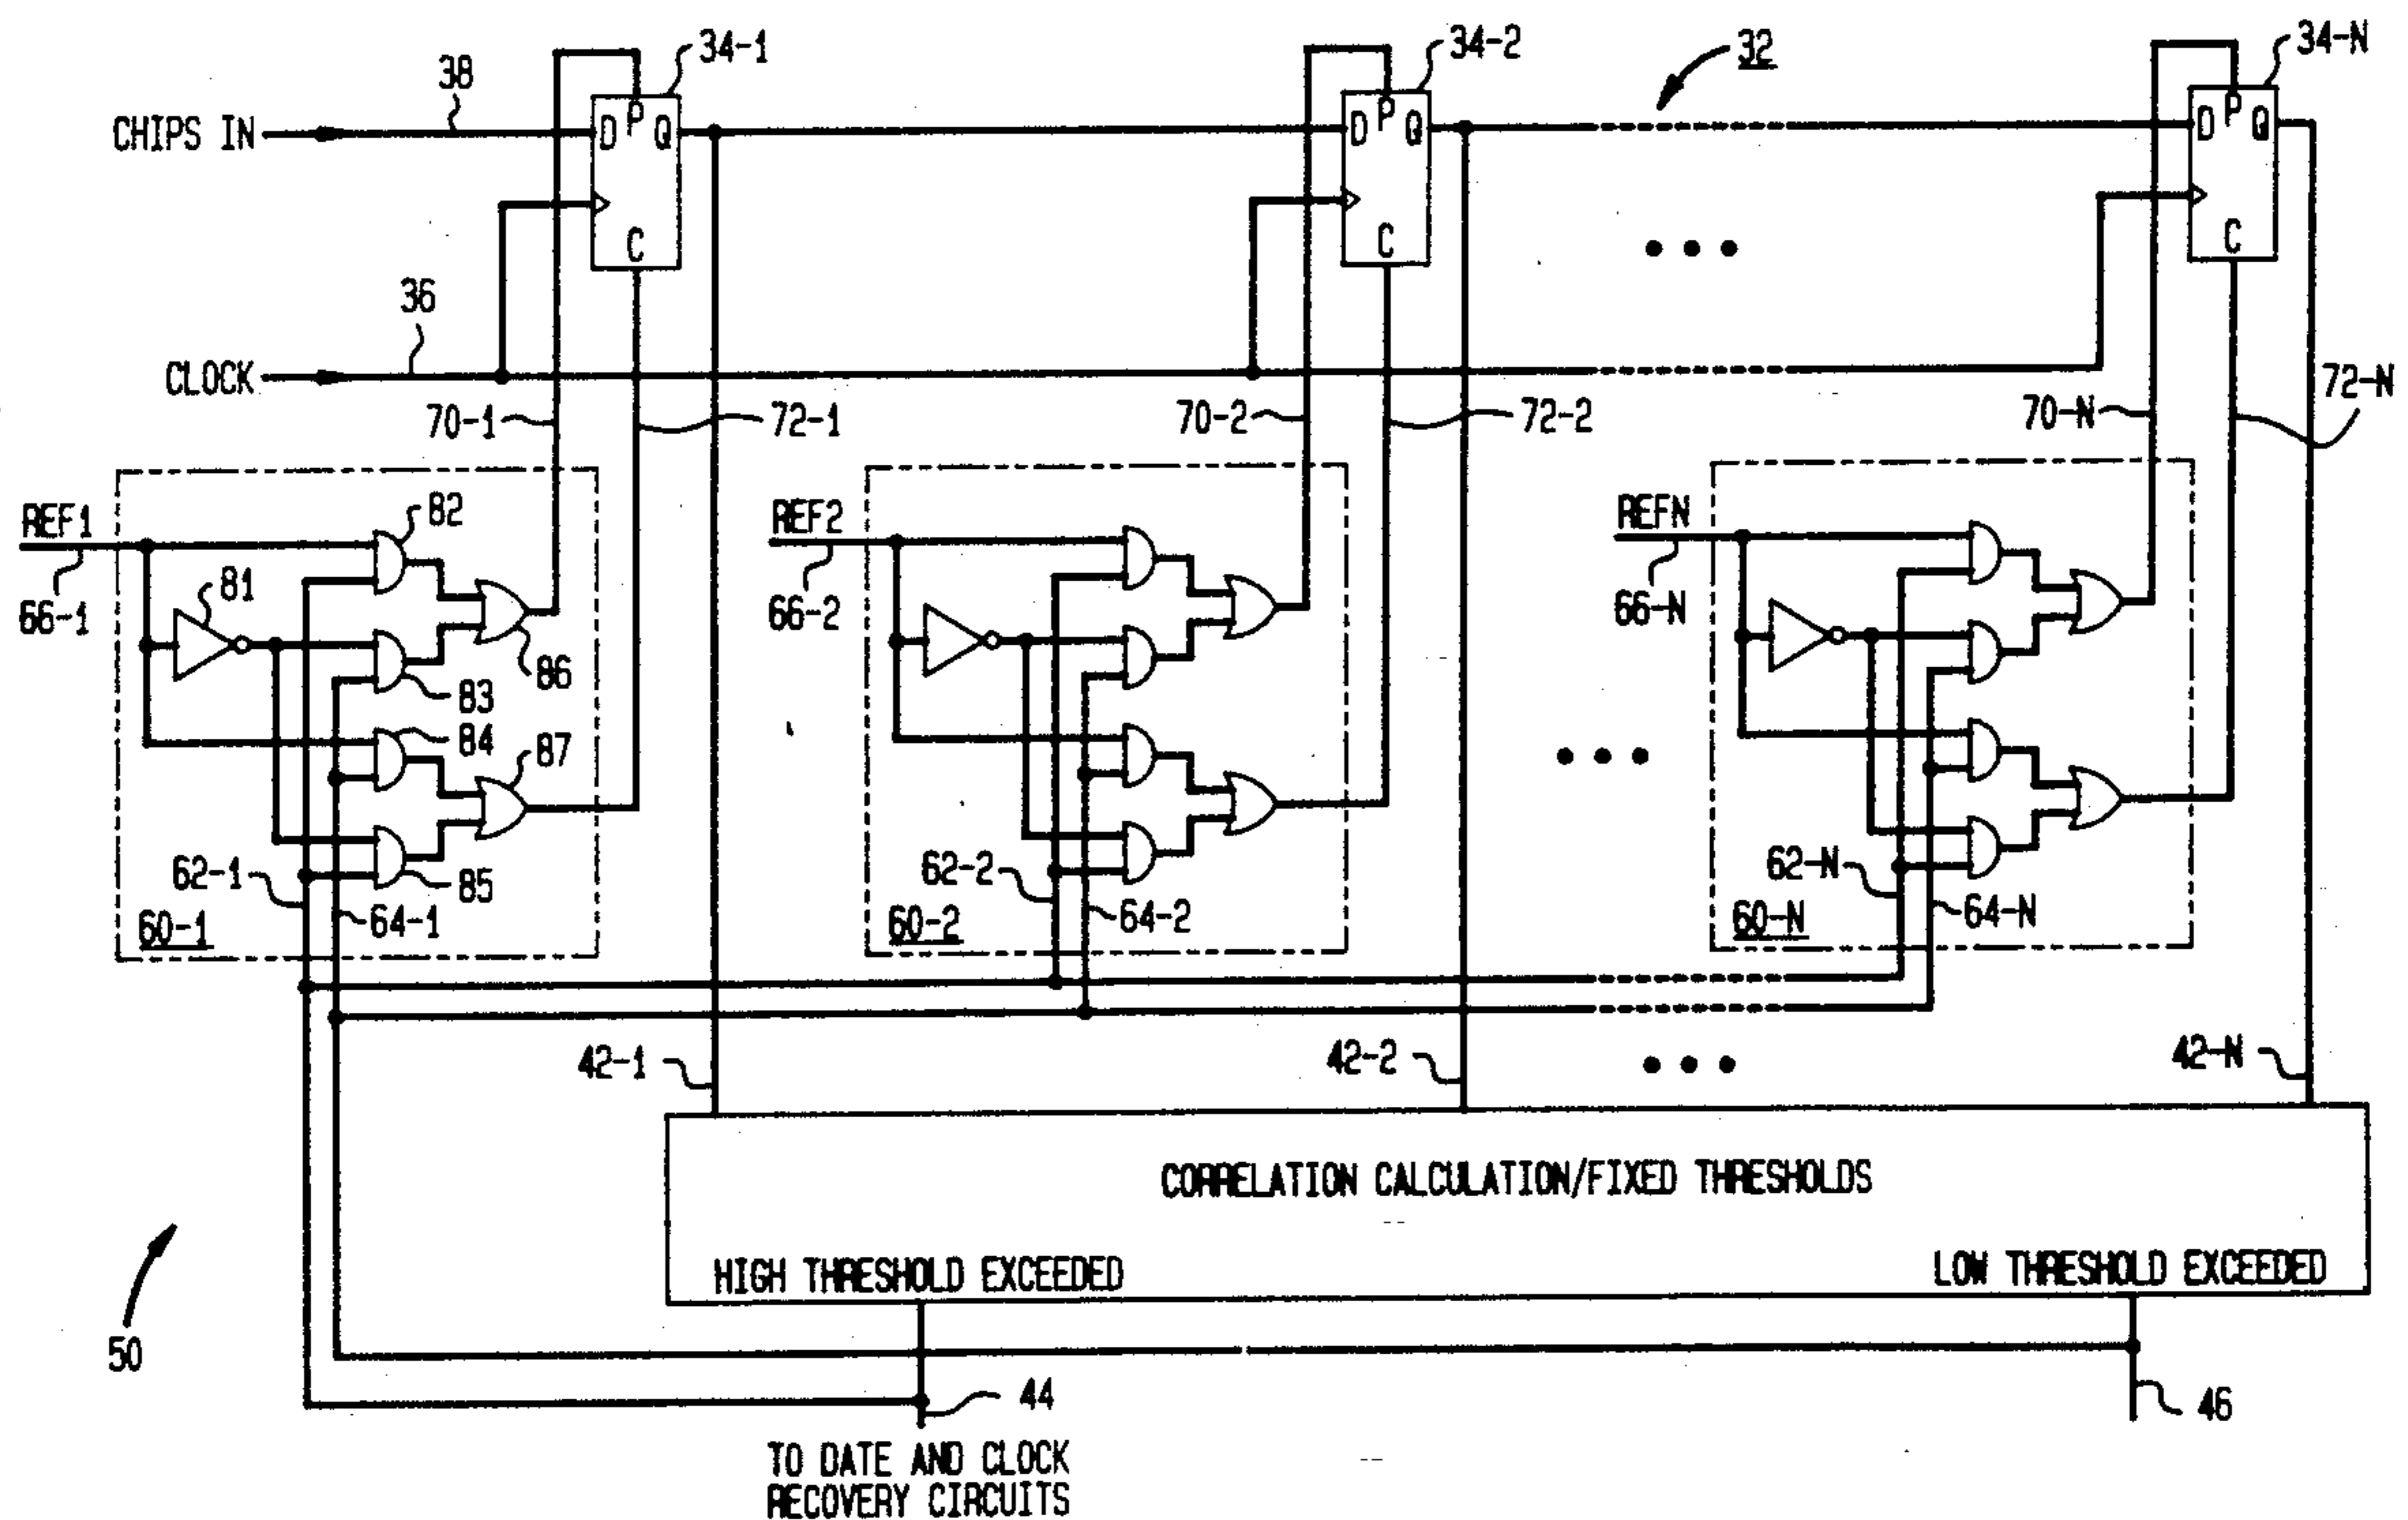 34-1
34-2
32
34-N
38
CHIPS IN
D P Q
C
D P Q
C
D P Q
C
36
CLOCK
70-1
72-1
70-2
72-2
70-N
72-N
REF1
66-1
81
82
83
84
85
86
87
62-1
64-1
60-1
REF2
66-2
62-2
64-2
60-2
REFN
66-N
62-N
64-N
60-N
42-1
42-2
42-N
CORRELATION CALCULATION/FIXED THRESHOLDS
HIGH THRESHOLD EXCEEDED
LOW THRESHOLD EXCEEDED
50
44
46
TO DATE AND CLOCK
RECOVERY CIRCUITS